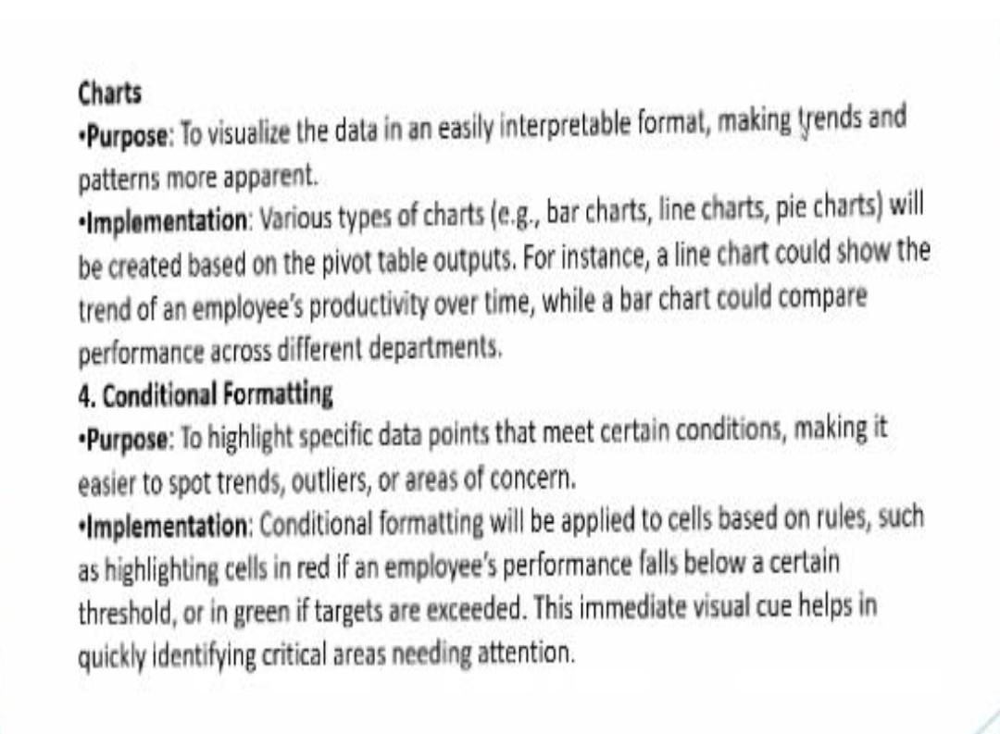 Charts
•Purpose: To visualize the data in an easily interpretable format, making trends and
patterns more apparent.
•Implementation: Various types of charts (e.g., bar charts, line charts, pie charts) will
be created based on the pivot table outputs. For instance, a line chart could show the
trend of an employee's productivity over time, while a bar chart could compare
performance across different departments.
4. Conditional Formatting
•Purpose: To highlight specific data points that meet certain conditions, making it
easier to spot trends, outliers, or areas of concern.
•Implementation: Conditional formatting will be applied to cells based on rules, such
as highlighting cells in red if an employee's performance falls below a certain
threshold, or in green if targets are exceeded. This immediate visual cue helps in
quickly identifying critical areas needing attention.